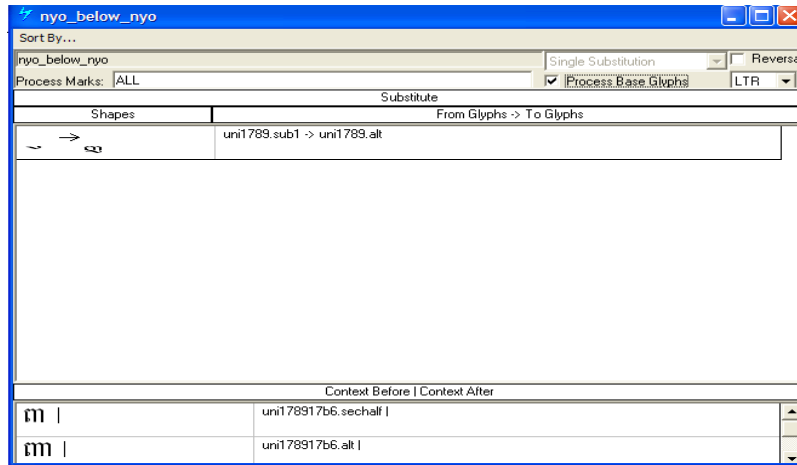 nyo_below_nyo
Sort By...
nyo_below_nyo Single Substitution Reversa
Process Marks: ALL Process Base Glyphs LTR
Substitute
Shapes From Glyphs -> To Glyphs
uni1789.sub1 -> uni1789.alt
Context Before | Context After
| uni178917b6.sechalf |
| uni178917b6.alt |